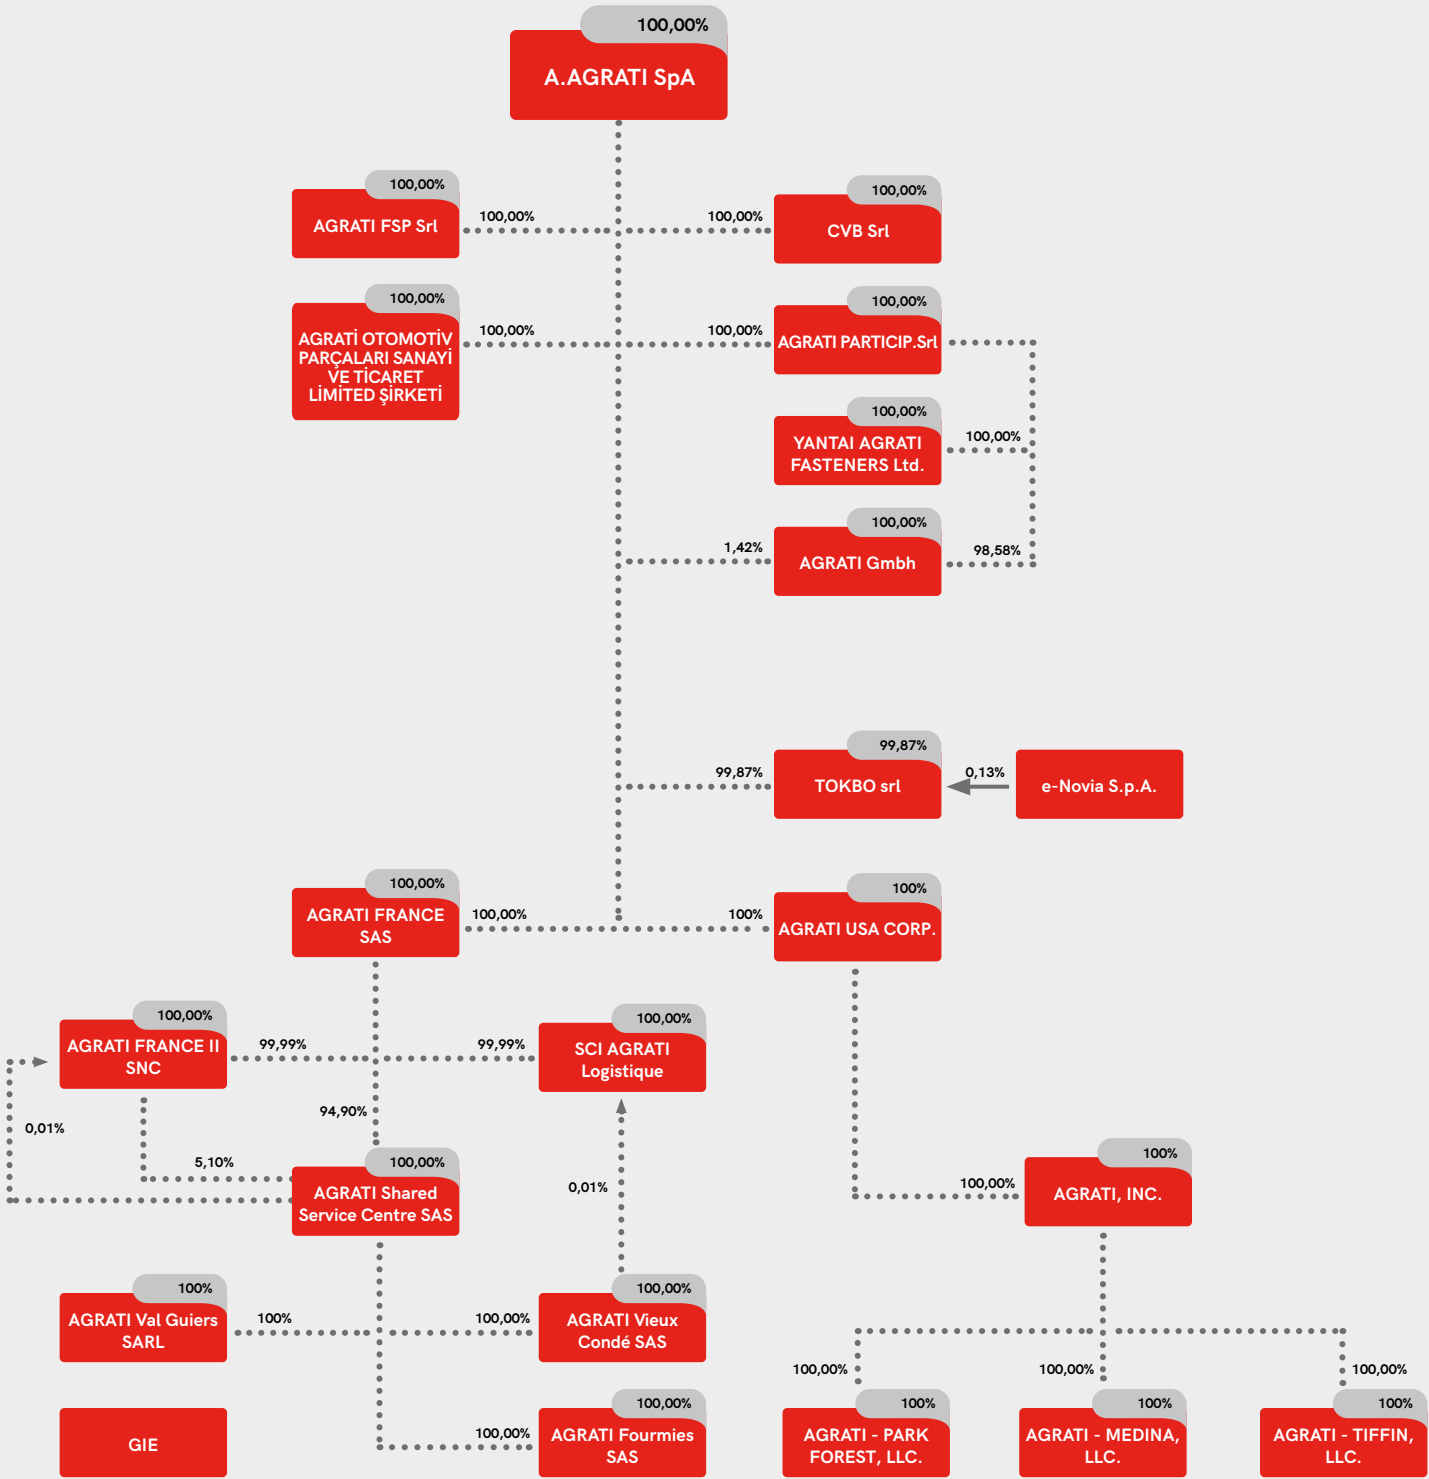 100,00%
A.AGRATI SpA
100,00%
AGRATI FSP Srl
100,00%
100,00%
100,00%
CVB Srl
100,00%
AGRATİ OTOMOTİV
PARÇALARI SANAYİ
VE TİCARET
LİMİTED ŞİRKETİ
100,00%
100,00%
100,00%
AGRATI PARTICIP.Srl
100,00%
YANTAI AGRATI
FASTENERS Ltd.
100,00%
1,42%
100,00%
AGRATI Gmbh
98,58%
99,87%
99,87%
TOKBO srl
0,13%
e-Novia S.p.A.
100,00%
AGRATI FRANCE
SAS
100,00%
100%
100%
AGRATI USA CORP.
100,00%
AGRATI FRANCE II
SNC
99,99%
99,99%
100,00%
SCI AGRATI
Logistique
94,90%
0,01%
5,10%
100,00%
AGRATI Shared
Service Centre SAS
0,01%
100,00%
100%
AGRATI, INC.
100%
AGRATI Val Guiers
SARL
100%
100,00%
100,00%
AGRATI Vieux
Condé SAS
GIE
100,00%
100,00%
AGRATI Fourmies
SAS
100,00%
100%
AGRATI - PARK
FOREST, LLC.
100,00%
100%
AGRATI - MEDINA,
LLC.
100,00%
100%
AGRATI - TIFFIN,
LLC.